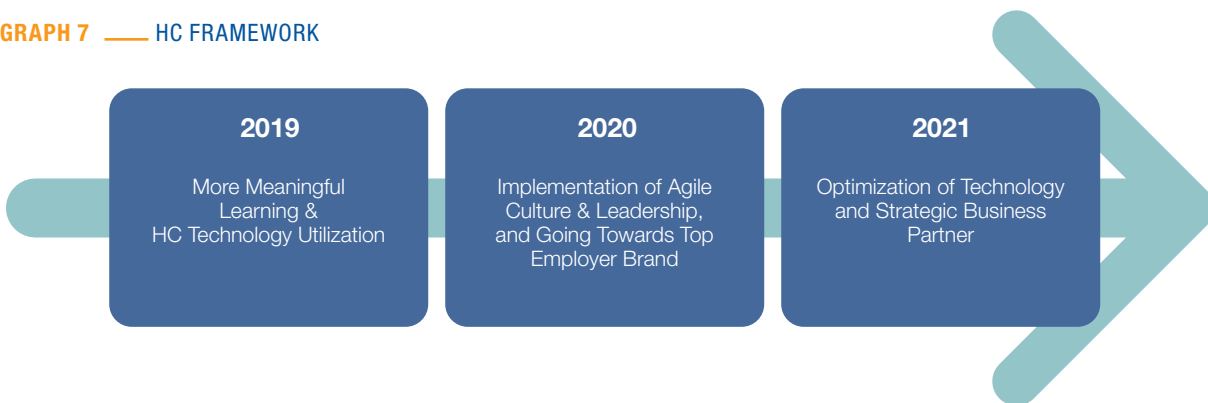 GRAPH 7 HC FRAMEWORK
2019
More Meaningful
Learning &
HC Technology Utilization
2020
Implementation of Agile
Culture & Leadership,
and Going Towards Top
Employer Brand
2021
Optimization of Technology
and Strategic Business
Partner